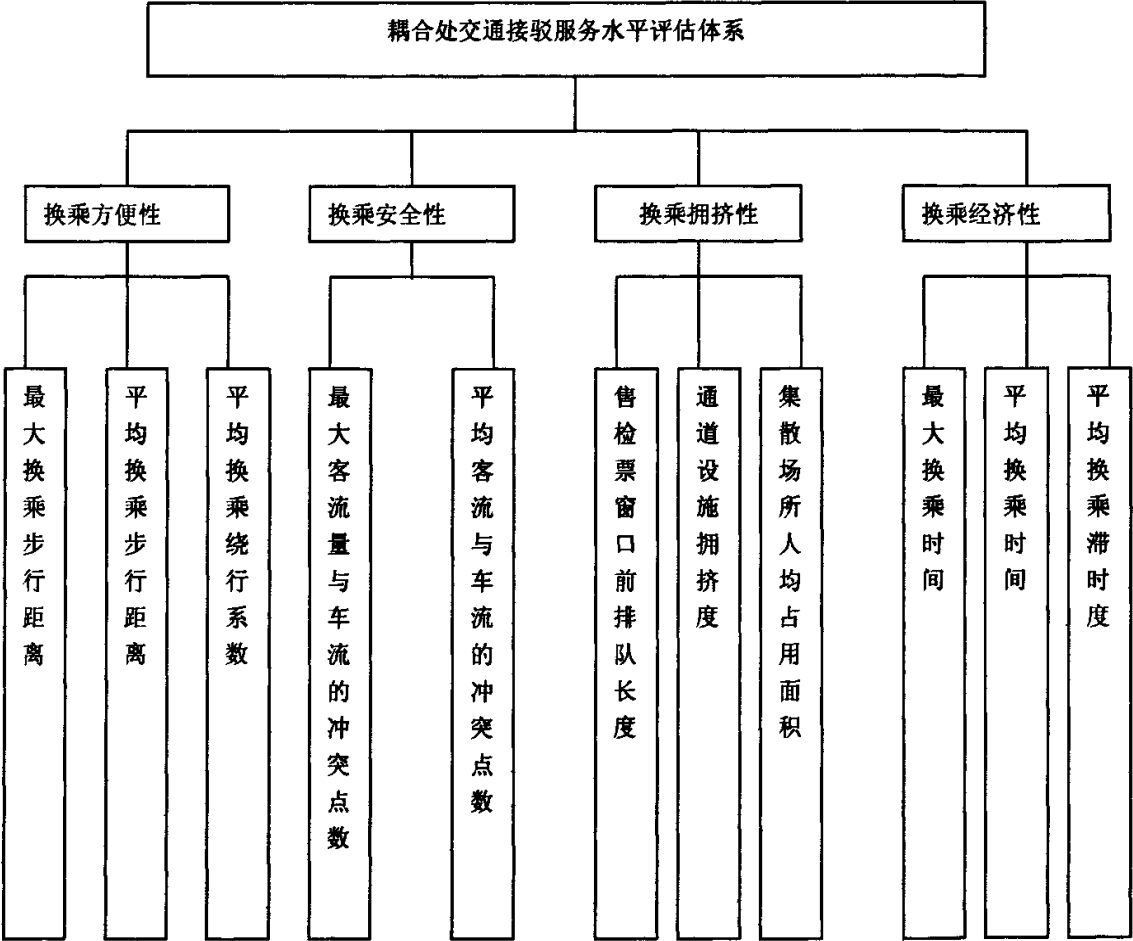 耦合处交通接驳服务水平评估体系
换乘方便性
换乘安全性
换乘拥挤性
换乘经济性
最大换乘步行距离
平均换乘步行距离
平均换乘绕行系数
最大客流量与车流的冲突点数
平均客流与车流的冲突点数
售检票窗口前排队长度
通道设施拥挤度
集散场所人均占用面积
最大换乘时间
平均换乘时间
平均换乘滞时度